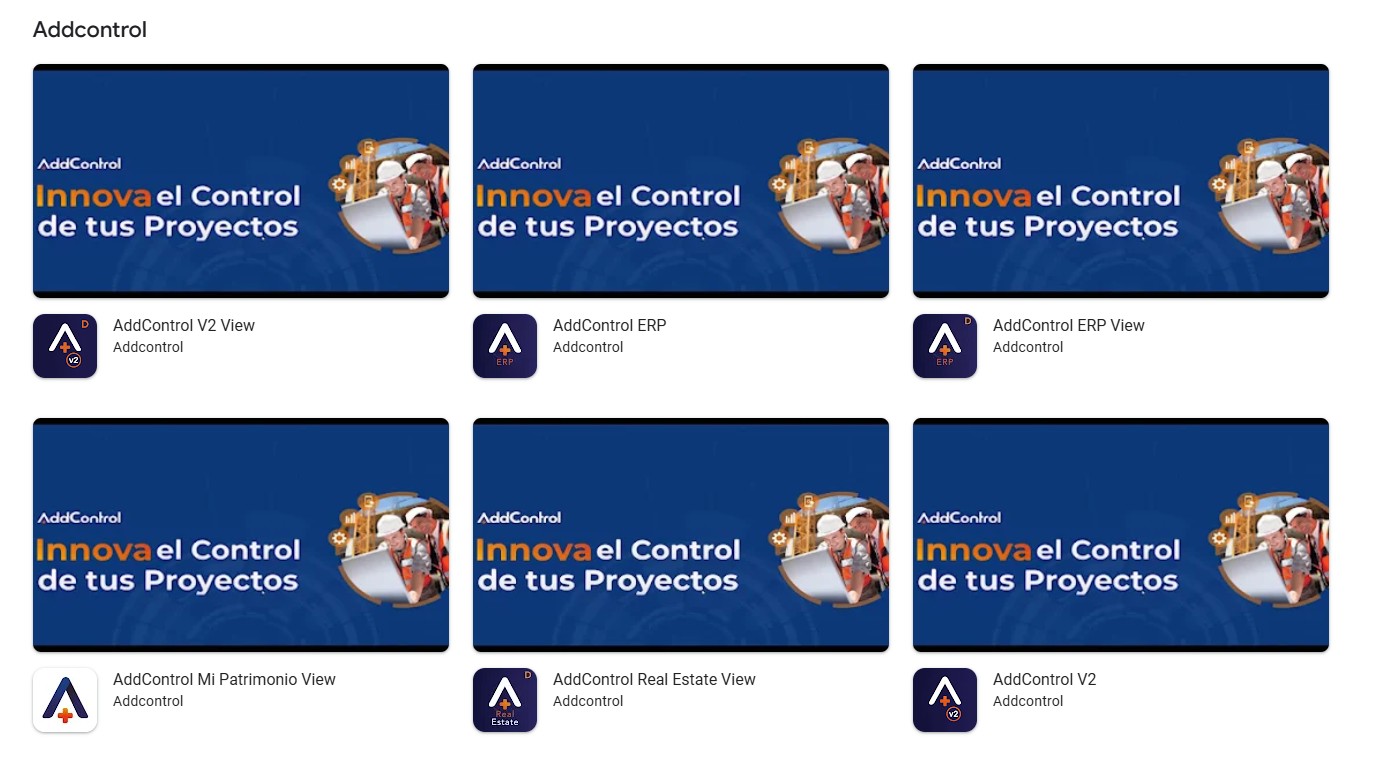 Addcontrol
AddControl
Innova el Control
de tus Proyectos
AddControl
Innova el Control
de tus Proyectos
AddControl
Innova el Control
de tus Proyectos
D
v2
AddControl V2 View
Addcontrol
ERP
AddControl ERP
Addcontrol
D
ERP
AddControl ERP View
Addcontrol
AddControl
Innova el Control
de tus Proyectos
AddControl
Innova el Control
de tus Proyectos
AddControl
Innova el Control
de tus Proyectos
AddControl Mi Patrimonio View
Addcontrol
D
Real
Estate
AddControl Real Estate View
Addcontrol
v2
AddControl V2
Addcontrol